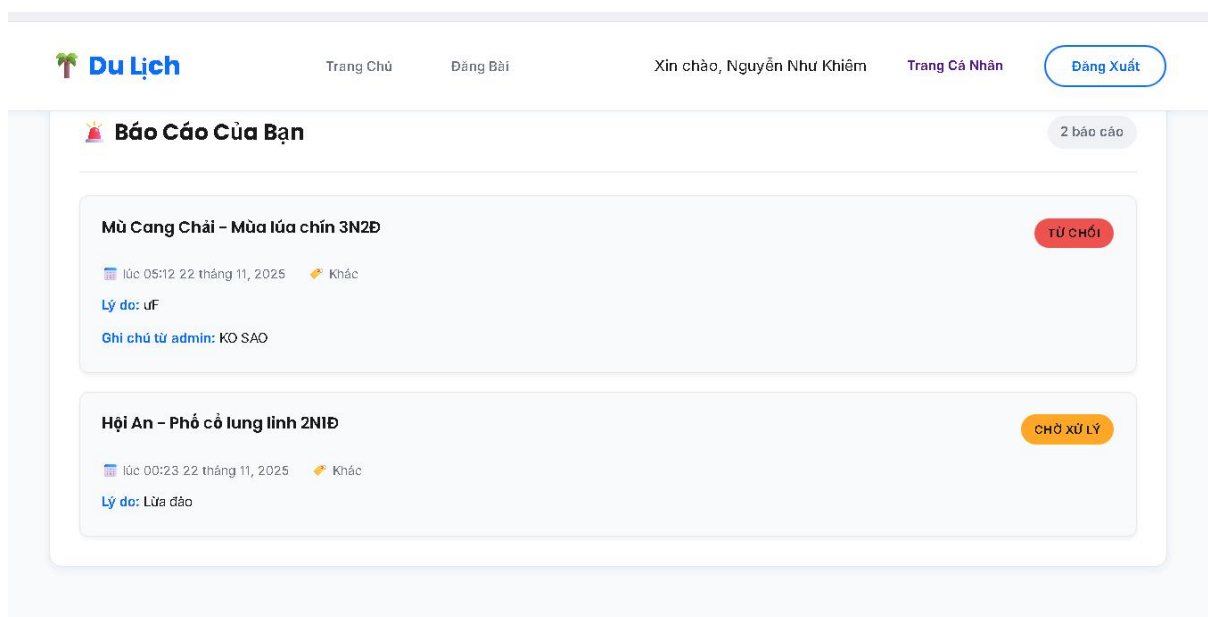 Du Lịch
Trang Chủ
Đăng Bài
Xin chào, Nguyễn Như Khiêm
Trang Cá Nhân
Đăng Xuất
Báo Cáo Của Bạn
2 báo cáo
Mù Cang Chải - Mùa lúa chín 3N2Đ
TỪ CHỐI
lúc 05:12 22 tháng 11, 2025
Khác
Lý do: ưF
Ghi chú từ admin: KO SAO
Hội An - Phố cổ lung linh 2N1Đ
CHỜ XỬ LÝ
lúc 00:23 22 tháng 11, 2025
Khác
Lý do: Lừa đảo